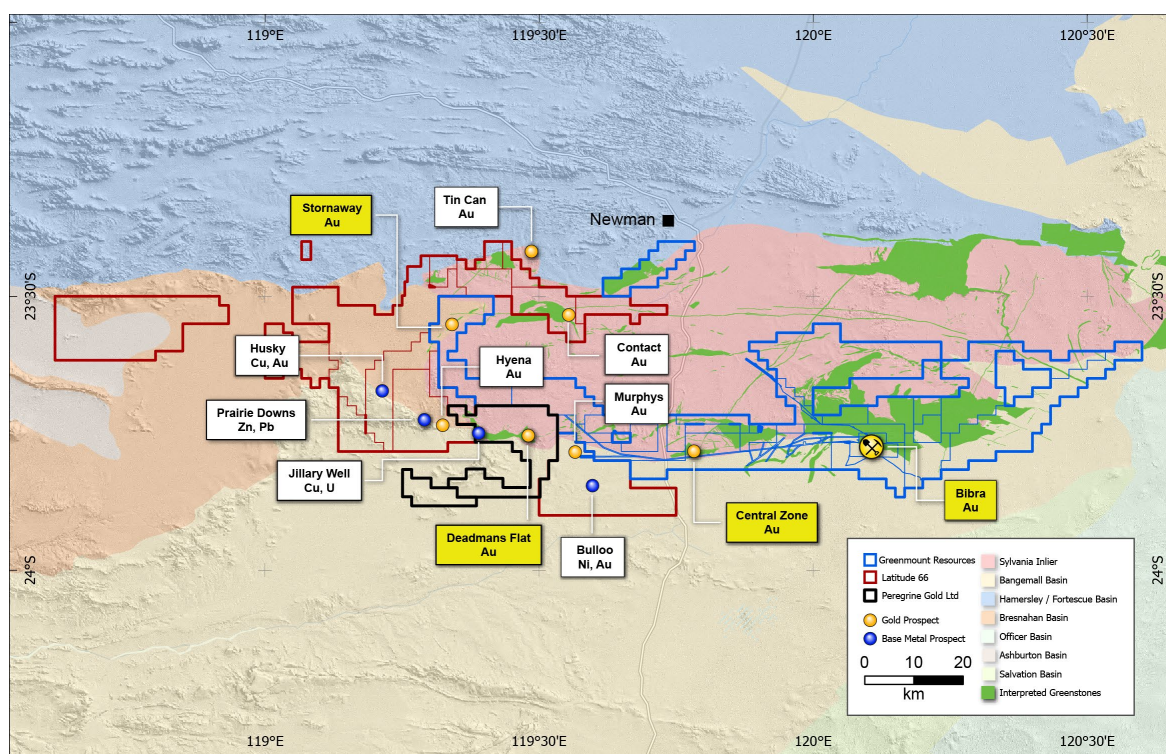 119°E
119°30'E
120°E
120°30'E
Stornaway
Au
Tin Can
Au
Newman
23°30'S
23°30'S
Husky
Cu, Au
Contact
Au
Hyena
Au
Murphys
Au
Prairie Downs
Zn, Pb
Jillary Well
Cu, U
Deadmans Flat
Au
Bulloo
Ni, Au
Central Zone
Au
Bibra
Au
24°S
24°S
Greenmount Resources
Latitude 66
Peregrine Gold Ltd
Gold Prospect
Base Metal Prospect
0 10 20
km
Sylvania Inlier
Bangemall Basin
Hamersley / Fortescue Basin
Bresnahan Basin
Officer Basin
Ashburton Basin
Salvation Basin
Interpreted Greenstones
119°E
119°30'E
120°E
120°30'E